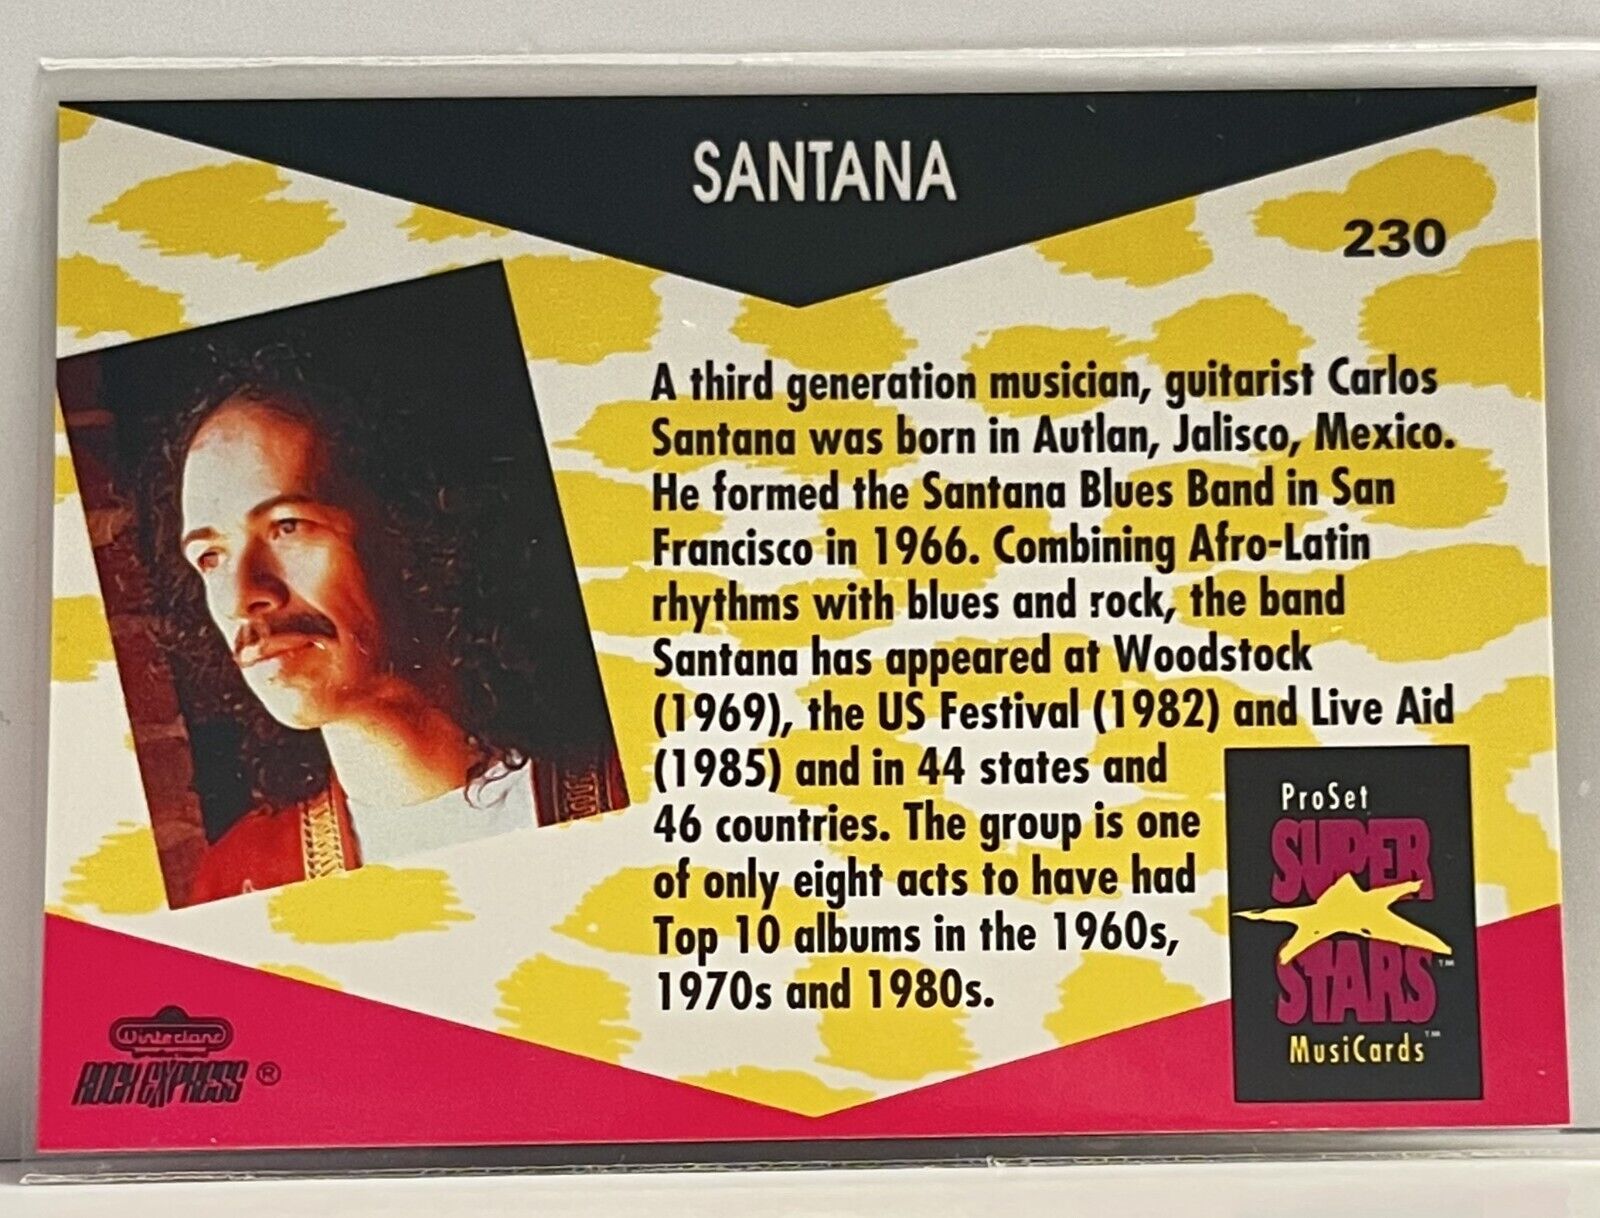 SANTANA
230
A third generation musician, guitarist Carlos
Santana was born in Autlan, Jalisco, Mexico.
He formed the Santana Blues Band in San
Francisco in 1966. Combining Afro-Latin
rhythms with blues and rock, the band
Santana has appeared at Woodstock
(1969), the US Festival (1982) and Live Aid
(1985) and in 44 states and
46 countries. The group is one
of only eight acts to have had
Top 10 albums in the 1960s,
1970s and 1980s.
ProSet
SUPER
STARS™
MusiCards™
Winterland
ROCK EXPRESS ®